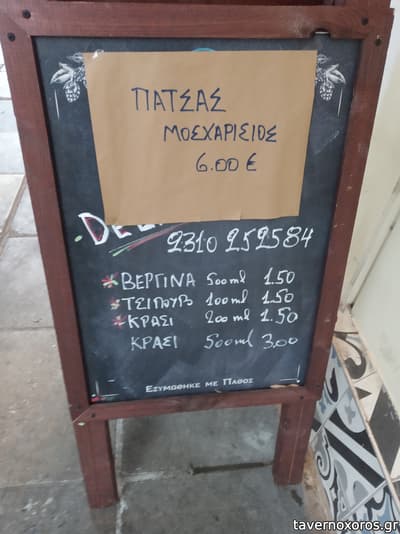 ΠΑΤΣΑΣ
ΜΟΣΧΑΡΙΣΙΟΣ
6.00 €
2310 252584
ΒΕΡΓΙΝΑ 500ml 1.50
ΤΣΙΠΟΥΡΟ 100ml 1.50
ΚΡΑΣΙ 200ml 1.50
ΚΡΑΣΙ 500ml 3.00
ΕΖΥΜΩΘΗΚΕ ΜΕ ΠΑΘΟΣ
tavernoxoros.gr